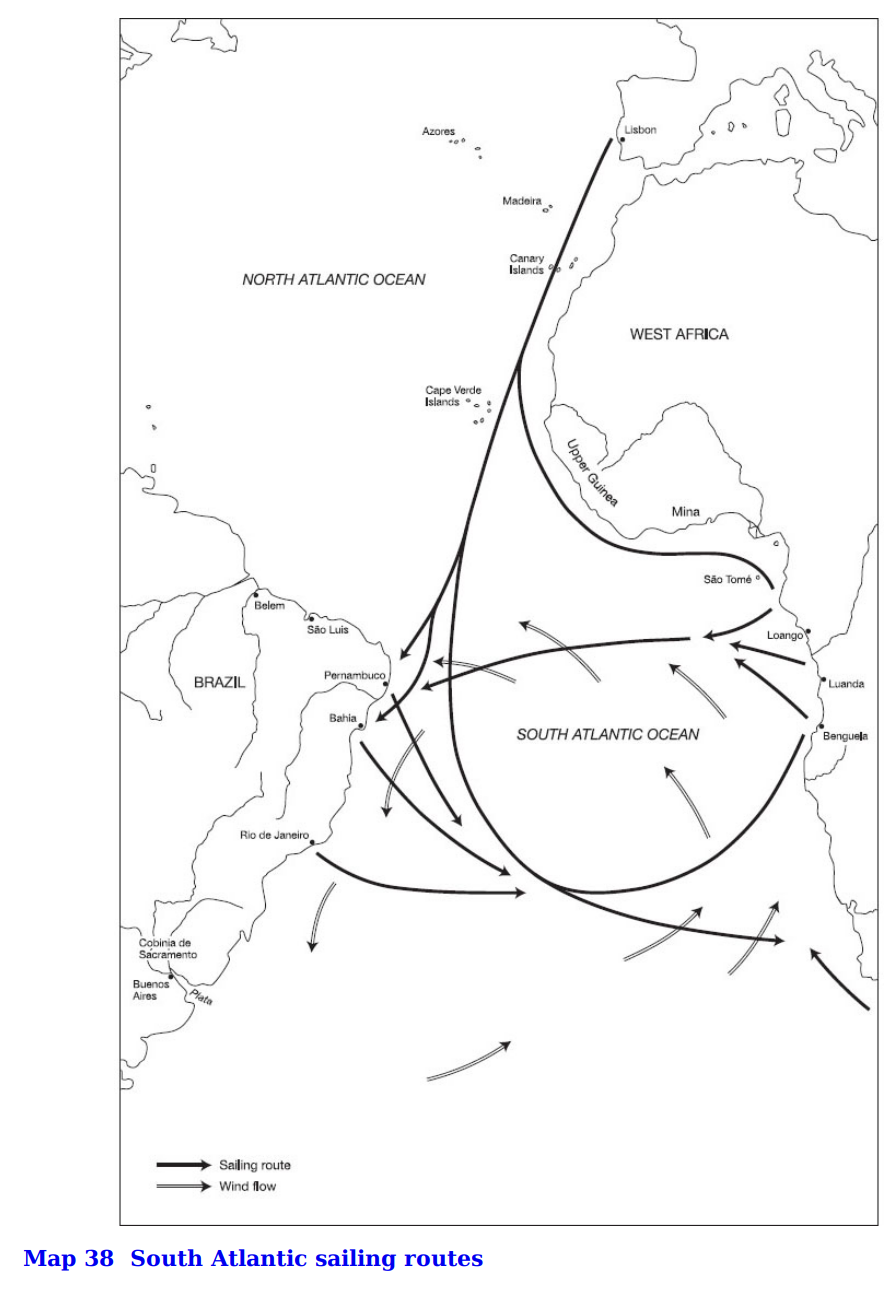 Lisbon
Azores
Madeira
Canary
Islands
NORTH ATLANTIC OCEAN
WEST AFRICA
Cape Verde
Islands
Upper Guinea
Mina
São Tomé
Belem
São Luis
Loango
BRAZIL
Pernambuco
Luanda
Bahia
SOUTH ATLANTIC OCEAN
Benguela
Rio de Janeiro
Cobinia de
Sacramento
Buenos
Aires
Plata
Sailing route
Wind flow
Map 38 South Atlantic sailing routes